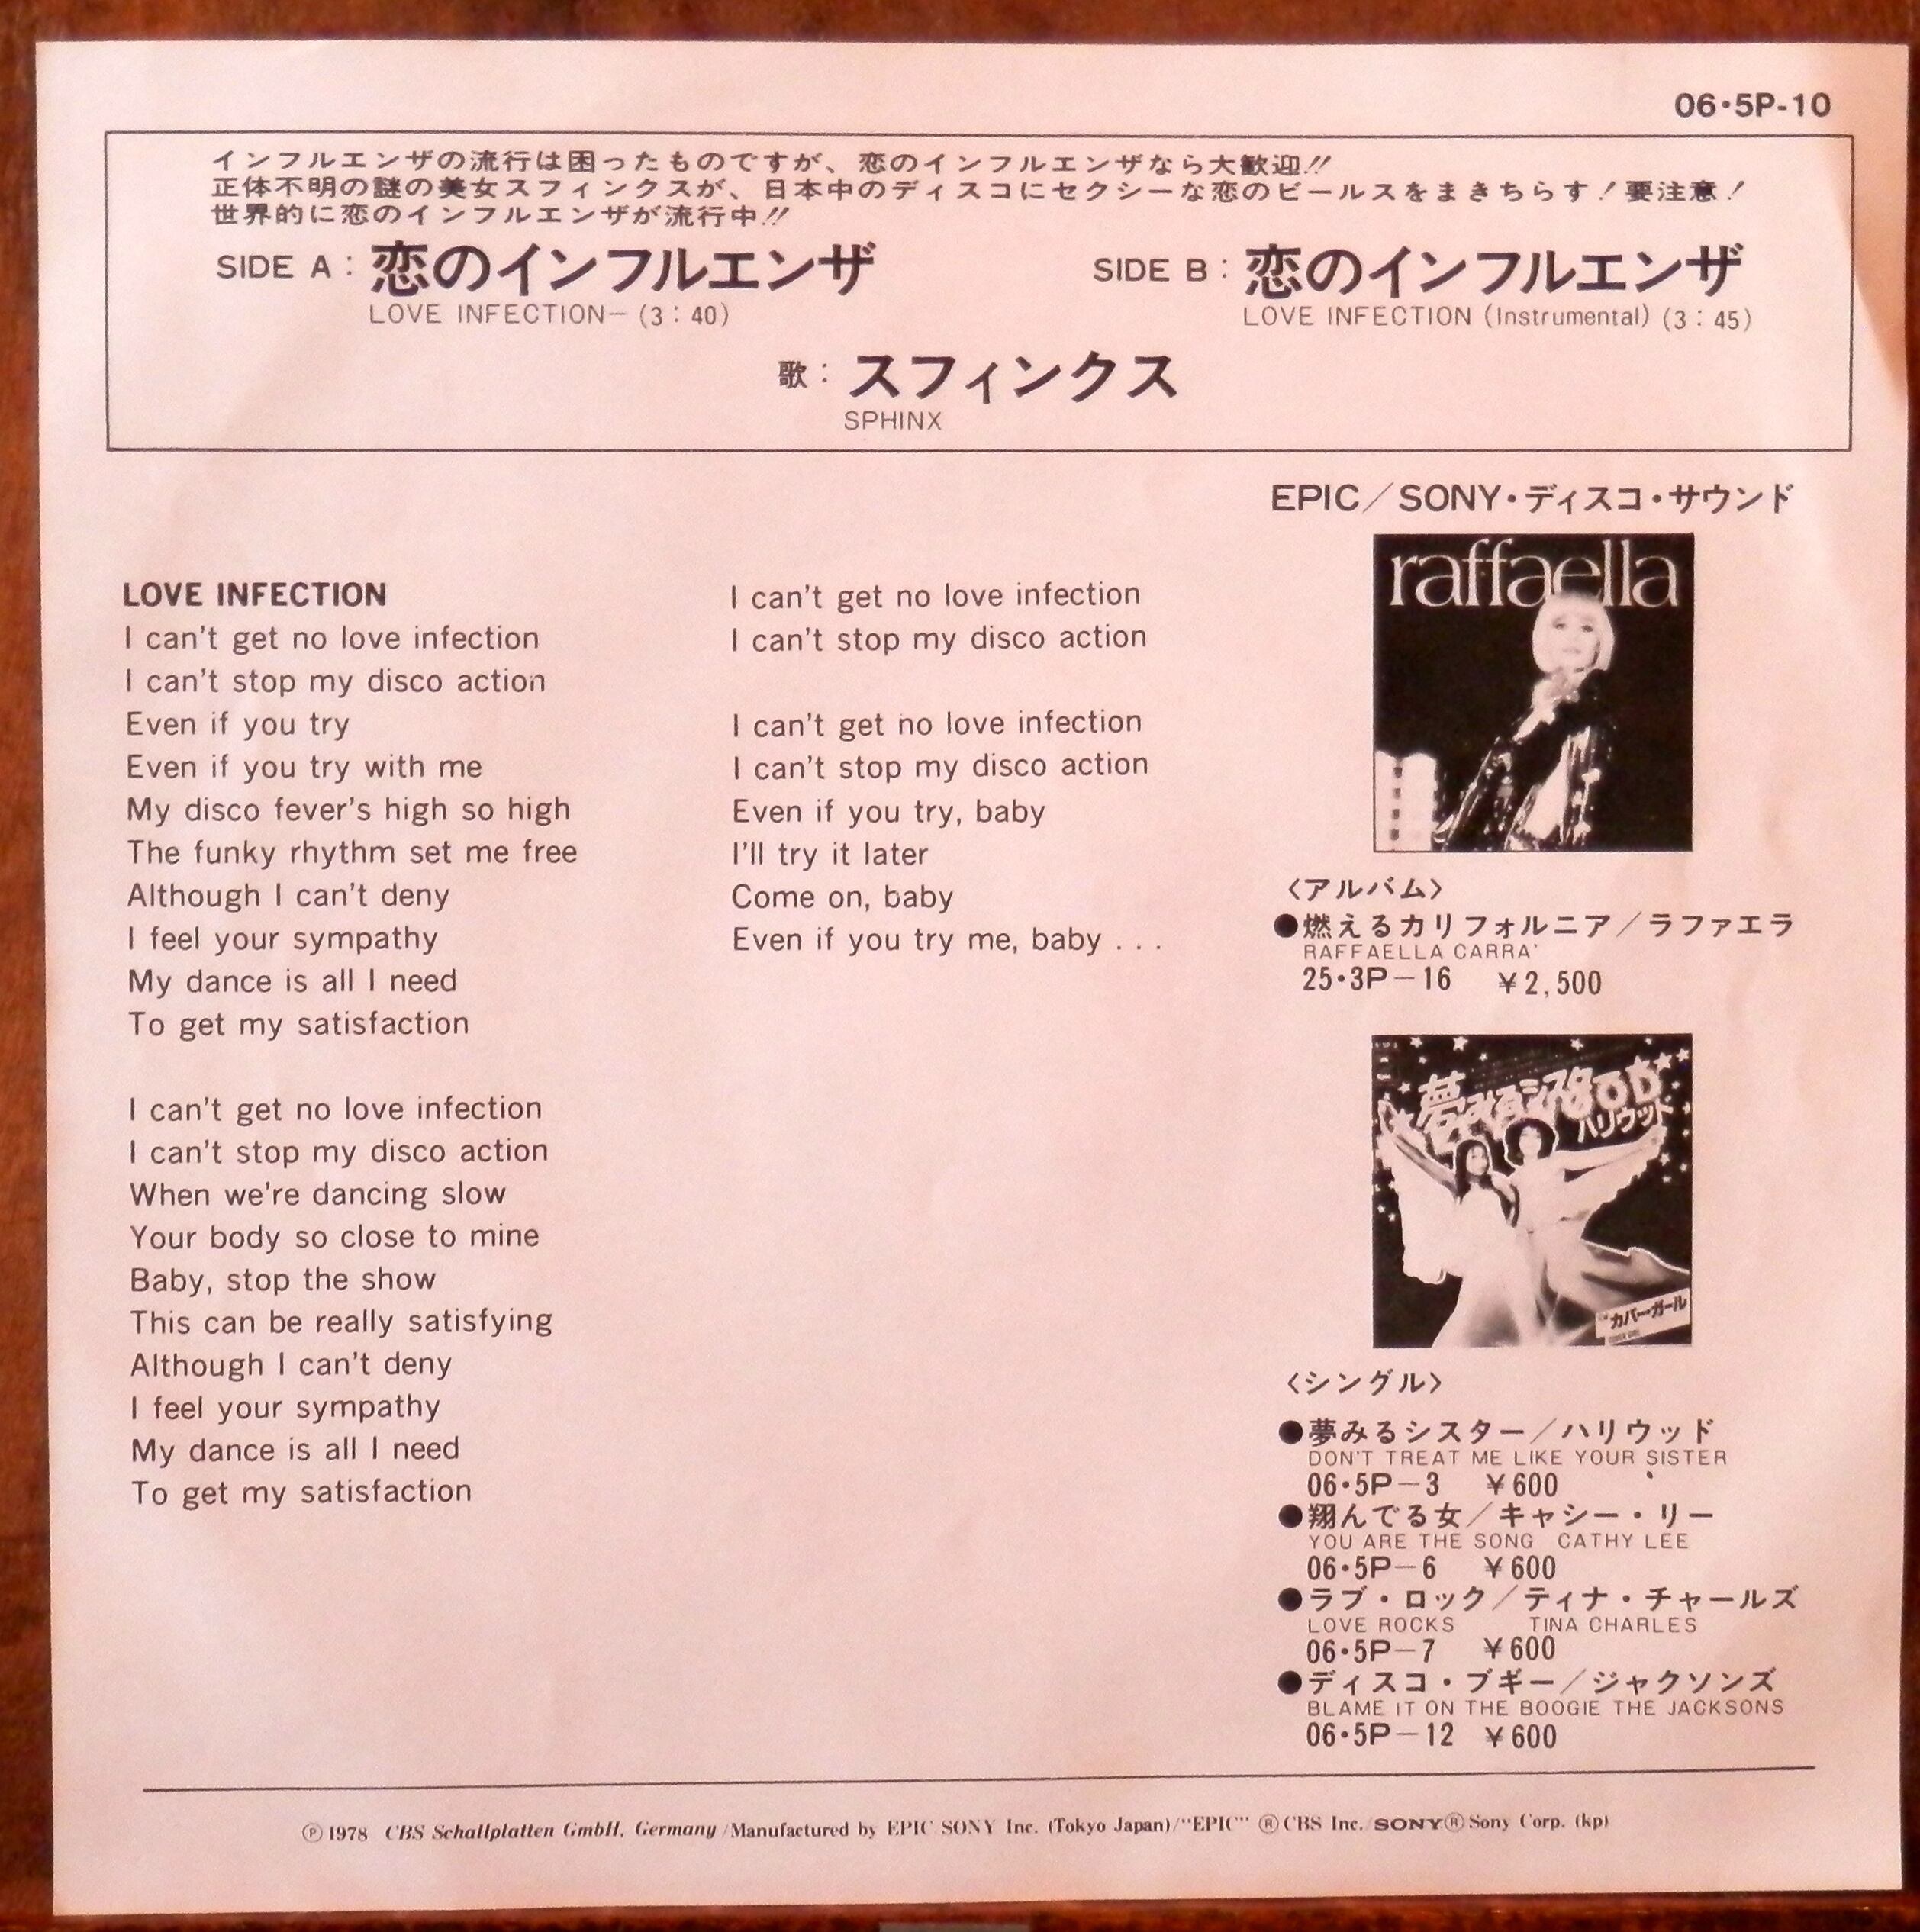 06•5P-10
インフルエンザの流行は困ったものですが、恋のインフルエンザなら大歓迎!!
正体不明の謎の美女スフィンクスが、日本中のディスコにセクシーな恋のビールスをまきちらす！要注意！
世界的に恋のインフルエンザが流行中!!
SIDE A：恋のインフルエンザ
LOVE INFECTION—(3：40)
SIDE B：恋のインフルエンザ
LOVE INFECTION (Instrumental) (3：45)
歌：スフィンクス
SPHINX
LOVE INFECTION
I can't get no love infection
I can't stop my disco action
Even if you try
Even if you try with me
My disco fever's high so high
The funky rhythm set me free
Although I can't deny
I feel your sympathy
My dance is all I need
To get my satisfaction
I can't get no love infection
I can't stop my disco action
When we're dancing slow
Your body so close to mine
Baby, stop the show
This can be really satisfying
Although I can't deny
I feel your sympathy
My dance is all I need
To get my satisfaction
I can't get no love infection
I can't stop my disco action
I can't get no love infection
I can't stop my disco action
Even if you try, baby
I'll try it later
Come on, baby
Even if you try me, baby . . .
EPIC／SONY・ディスコ・サウンド
raffaella
〈アルバム〉
●燃えるカリフォルニア／ラファエラ
RAFFAELLA CARRA'
25•3P—16 ￥2,500
夢みるシスター
ハリウッド
カバー・ガール
〈シングル〉
●夢みるシスター／ハリウッド
DON'T TREAT ME LIKE YOUR SISTER
06•5P—3 ￥600
●翔んでる女／キャシー・リー
YOU ARE THE SONG CATHY LEE
06•5P—6 ￥600
●ラブ・ロック／ティナ・チャールズ
LOVE ROCKS TINA CHARLES
06•5P—7 ￥600
●ディスコ・ブギー／ジャクソンズ
BLAME IT ON THE BOOGIE THE JACKSONS
06•5P—12 ￥600
Ⓟ1978 CBS Schallplatten GmbH, Germany/Manufactured by EPIC SONY Inc. (Tokyo Japan)/"EPIC" ®CBS Inc./SONY®Sony Corp. (kp)